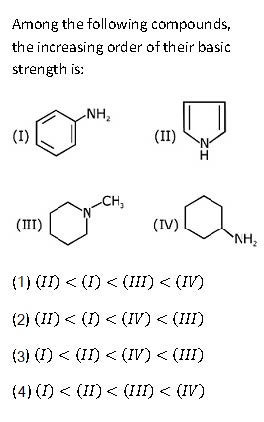 Among the following compounds,
the increasing order of their basic
strength is:
(I) NH₂ (II) N H
(III) N CH₃ (IV) NH₂
(1) (II) < (I) < (III) < (IV)
(2) (II) < (I) < (IV) < (III)
(3) (I) < (II) < (IV) < (III)
(4) (I) < (II) < (III) < (IV)